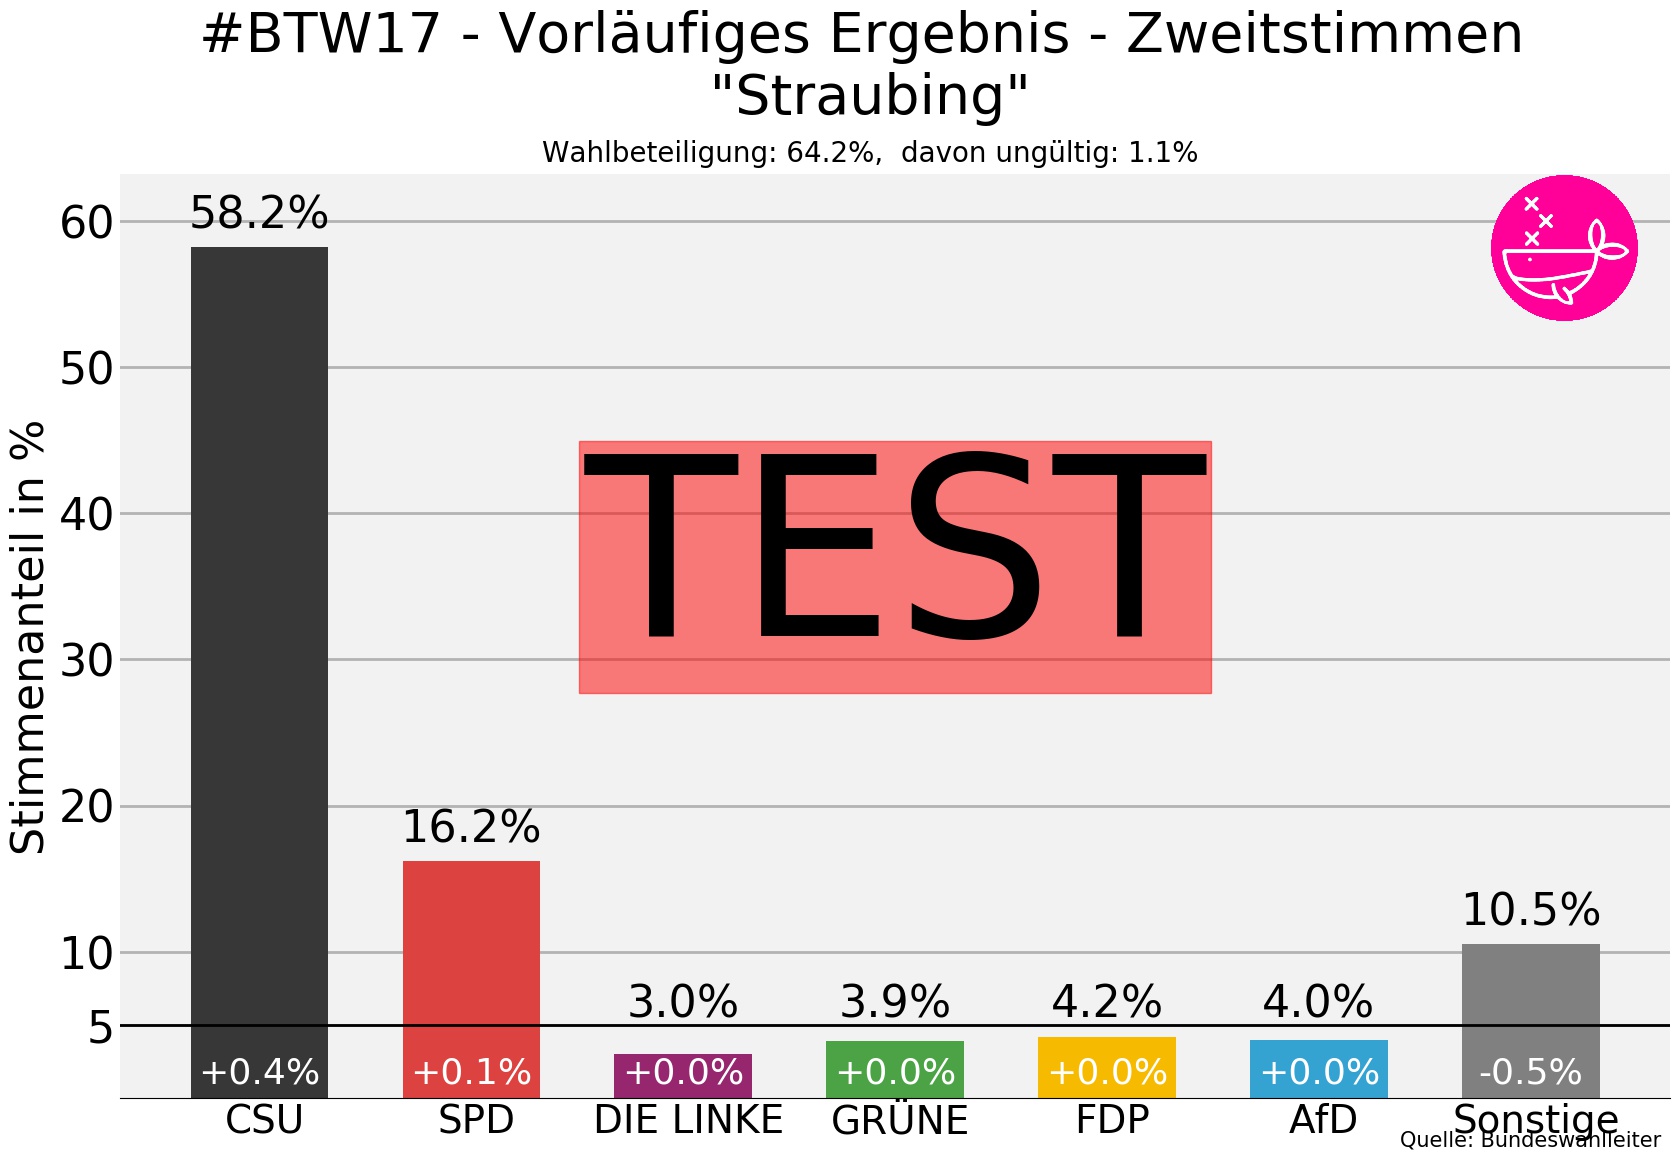 #BTW17 - Vorläufiges Ergebnis - Zweitstimmen
"Straubing"
Wahlbeteiligung: 64.2%, davon ungültig: 1.1%
Stimmenanteil in %
60
50
40
30
20
10
5
58.2%
16.2%
3.0%
3.9%
4.2%
4.0%
10.5%
TEST
+0.4%
+0.1%
+0.0%
+0.0%
+0.0%
+0.0%
-0.5%
CSU
SPD
DIE LINKE
GRÜNE
FDP
AfD
Sonstige
Quelle: Bundeswahlleiter